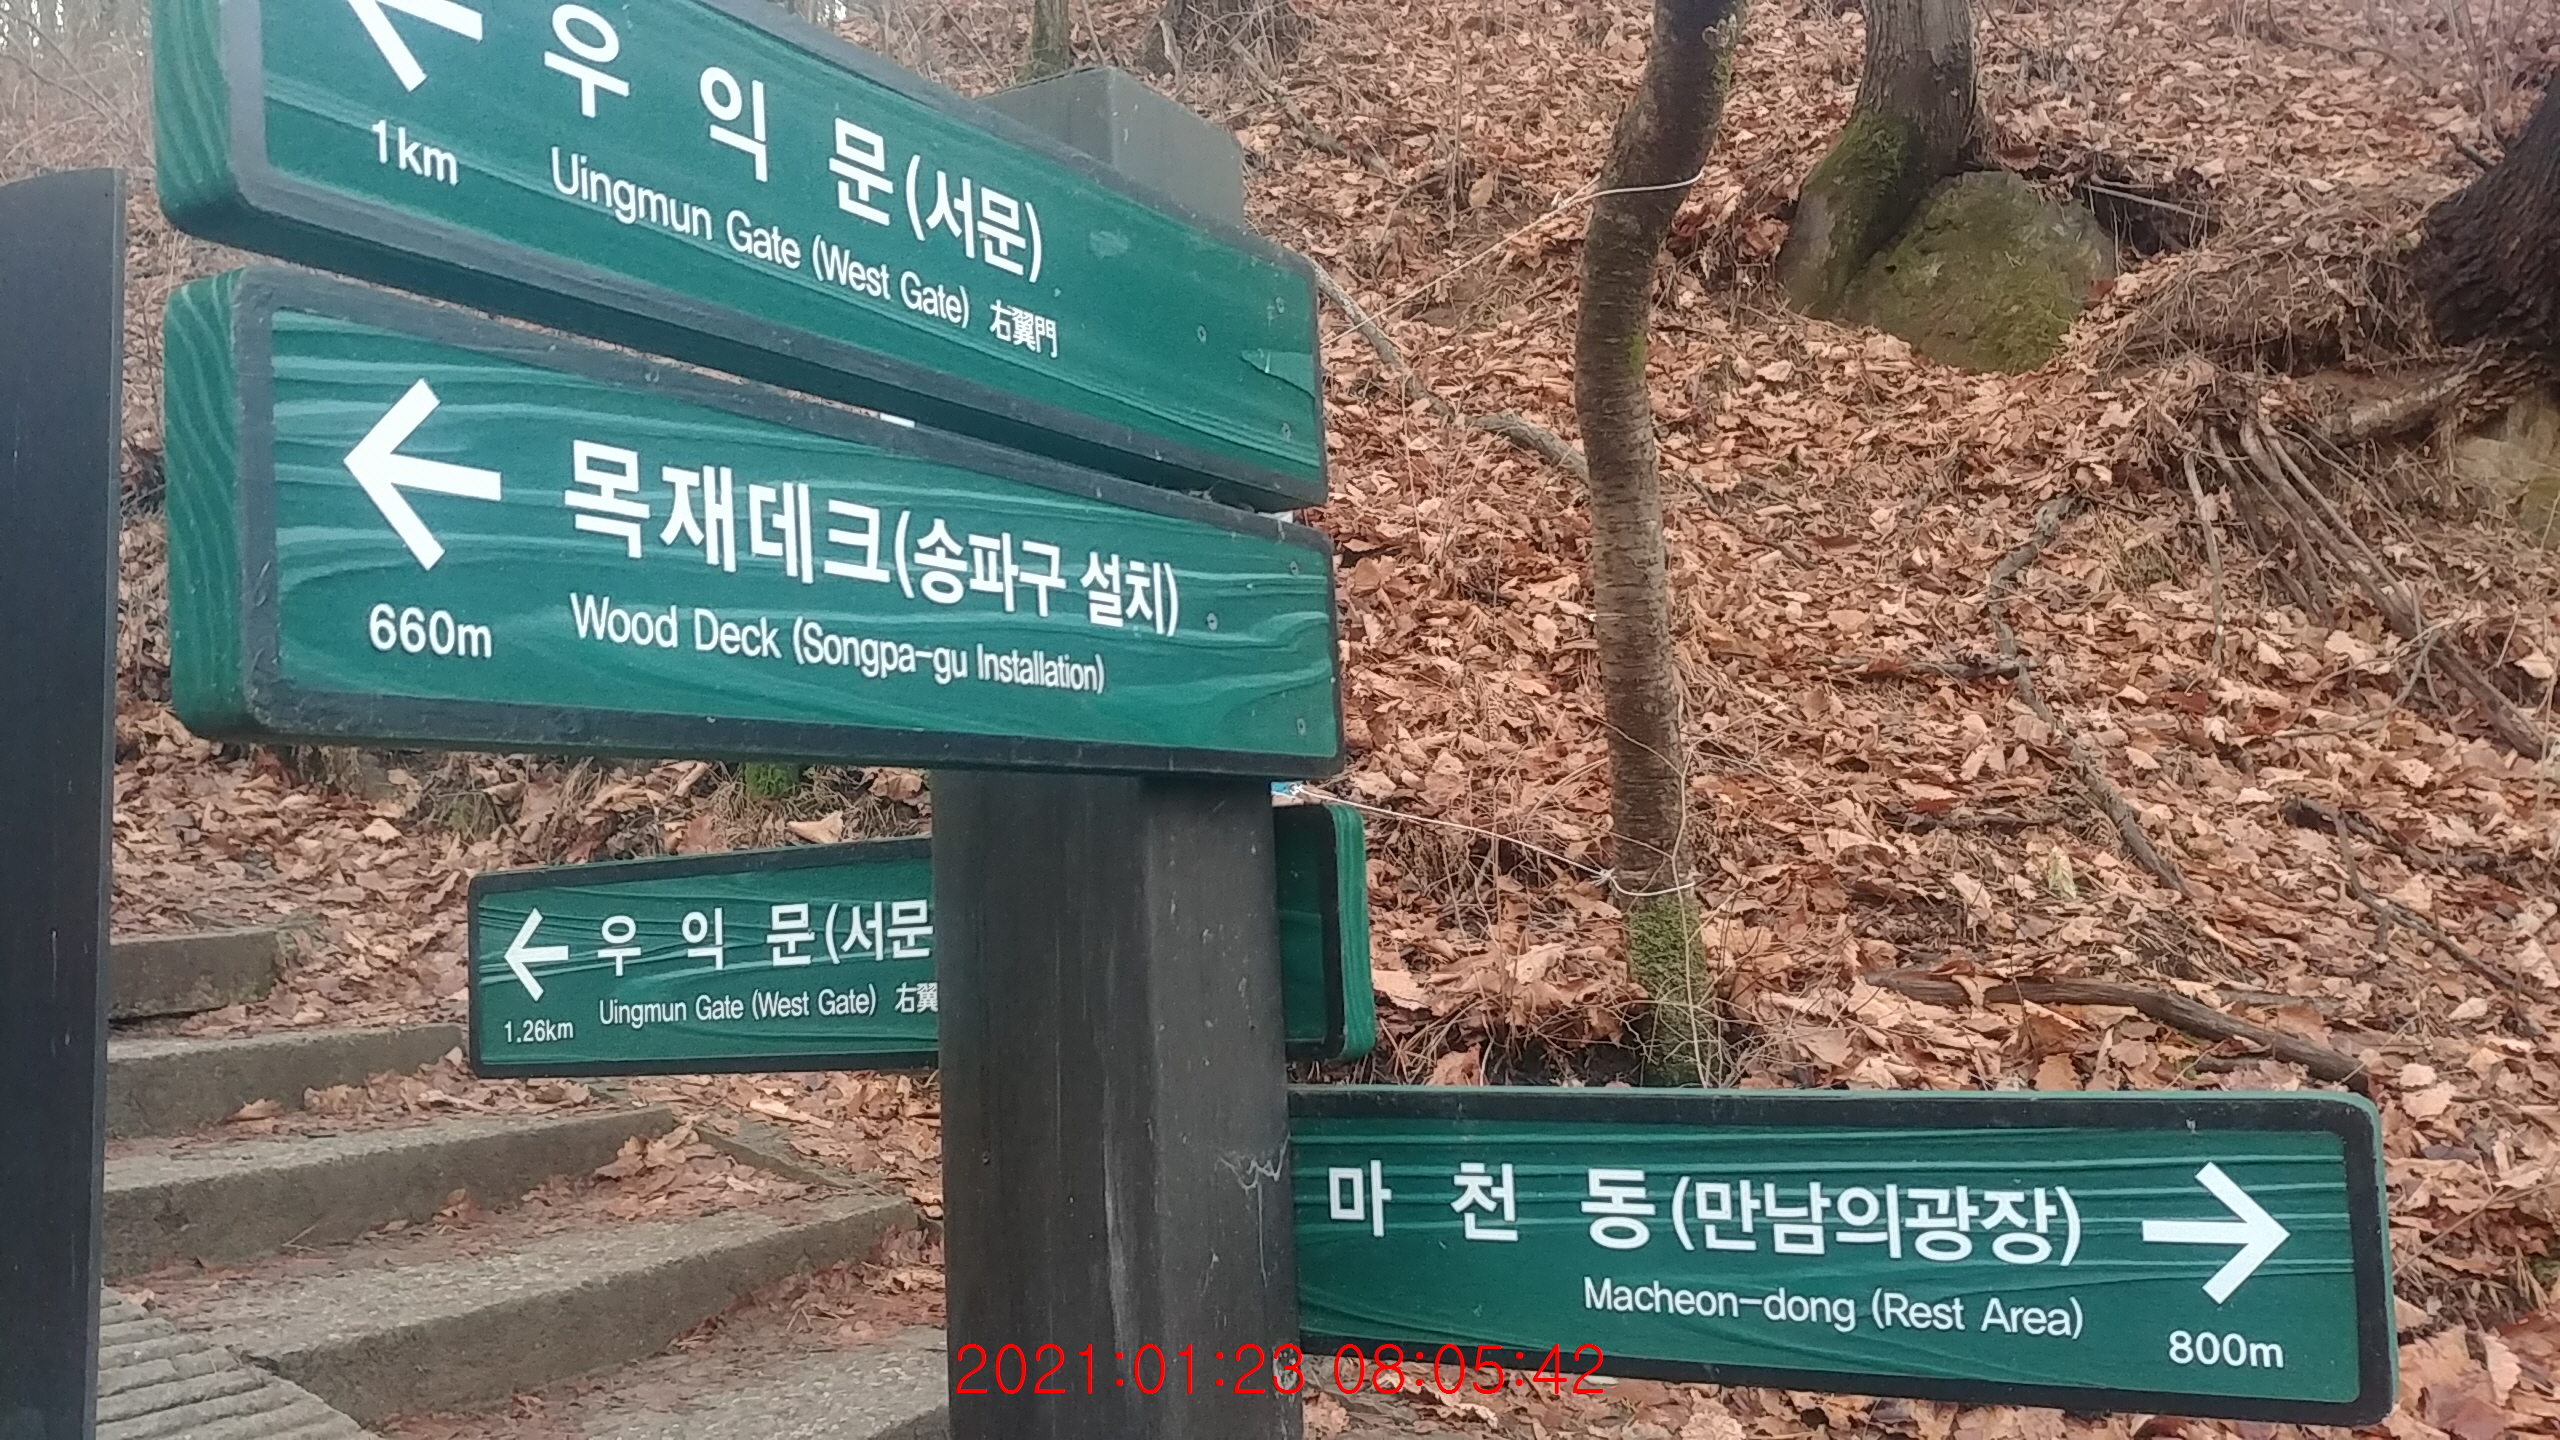 우 익 문(서문)
1km
Uingmun Gate (West Gate) 右翼門
목재데크(송파구 설치)
660m
Wood Deck (Songpa-gu Installation)
우 익 문(서문
Uingmun Gate (West Gate) 右翼
1.26km
마 천 동(만남의광장)
Macheon-dong (Rest Area)
800m
2021:01:23 08:05:42